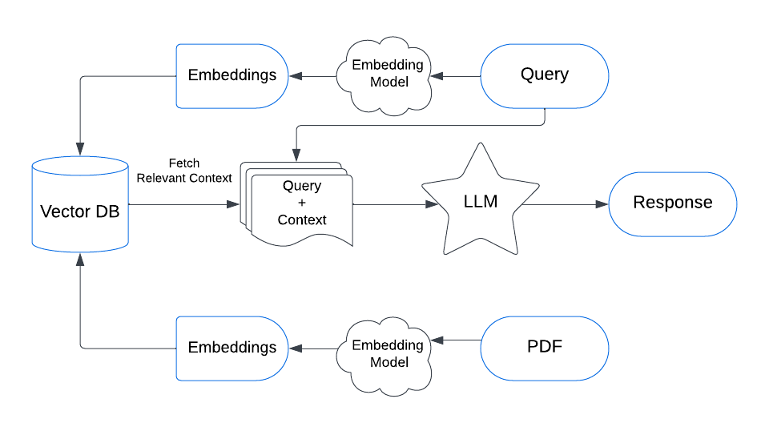 Embeddings
Embedding
Model
Query
Fetch
Relevant Context
Vector DB
Query
+
Context
LLM
Response
Embeddings
Embedding
Model
PDF